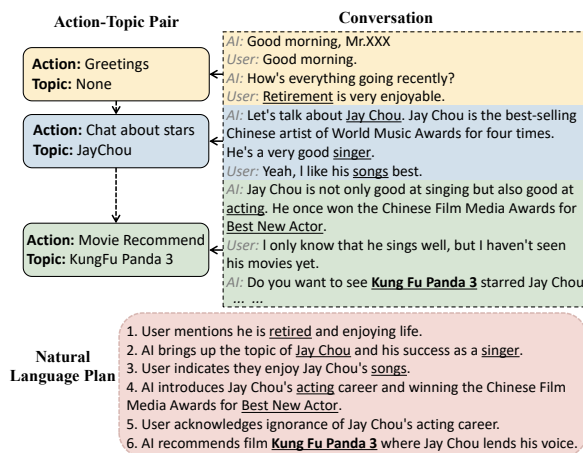 Action-Topic Pair
Conversation
Action: Greetings
Topic: None
Action: Chat about stars
Topic: JayChou
Action: Movie Recommend
Topic: KungFu Panda 3
AI: Good morning, Mr.XXX
User: Good morning.
AI: How's everything going recently?
User: Retirement is very enjoyable.
AI: Let's talk about Jay Chou. Jay Chou is the best-selling
Chinese artist of World Music Awards for four times.
He's a very good singer.
User: Yeah, I like his songs best.
AI: Jay Chou is not only good at singing but also good at
acting. He once won the Chinese Film Media Awards for
Best New Actor.
User: I only know that he sings well, but I haven't seen
his movies yet.
AI: Do you want to see Kung Fu Panda 3 starred Jay Chou
... ...
Natural
Language Plan
1. User mentions he is retired and enjoying life.
2. AI brings up the topic of Jay Chou and his success as a singer.
3. User indicates they enjoy Jay Chou's songs.
4. AI introduces Jay Chou's acting career and winning the Chinese Film
Media Awards for Best New Actor.
5. User acknowledges ignorance of Jay Chou's acting career.
6. AI recommends film Kung Fu Panda 3 where Jay Chou lends his voice.